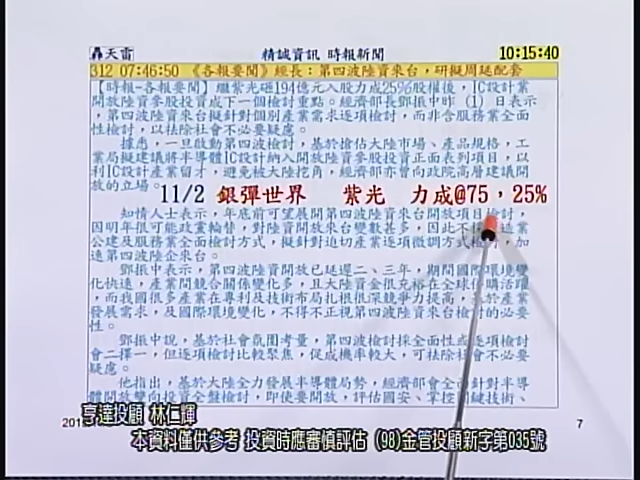 轟天雷 精誠資訊 時報新聞 10:15:40
312 07:46:50 《各報要聞》經長：第四波陸資來台，研擬周延配套
【時報-各報要聞】繼紫光砸194億元入股力成25%股權後，IC設計業
開放陸資參股投資成下一個檢討重點。經濟部長鄧振中昨（1）日表示
，第四波陸資來台擬針對個別產業需求逐項檢討，而非含服務業全面
性檢討，以祛除社會不必要疑慮。
據悉，一旦啟動第四波檢討，基於搶佔大陸市場、產品規格，工
業局擬建議將半導體IC設計納入開放陸資參股投資正面表列項目，以
利IC設計產業留才，避免被大陸挖角，經濟部亦曾向政院高層建議開
放的立場。
11/2 銀彈世界 紫光 力成@75，25%
知情人士表示，年底前可望展開第四波陸資來台開放項目檢討，
因明年很可能政黨輪替，對陸資來台變數甚多，因此不採製造業
公建及服務業全面檢討方式，擬針對迫切產業逐項微調方式檢討，加
速第四波陸企來台。
鄧振中表示，第四波陸資開放已延遲二、三年，期間國際環境變
化快速，產業間競合關係變化多，且大陸資金很充裕在全球併購活躍
，而我國很多產業在專利及技術布局扎根很深競爭力提高，基於產業
發展需求，及國際環境變化，不得不正視第四波陸資來台檢討的必要
性。
鄧振中說，基於社會氛圍考量，第四波檢討採全面性或逐項檢討
會二擇一，但逐項檢討比較聚焦，促成機率較大，可祛除社會不必要
疑慮。
他指出，基於大陸全力發展半導體局勢，經濟部會全面針對半導
體開放雙向投資全盤檢討，即使要開放，評估國安、掌控關鍵技術、
201 7
亨達投顧 林仁輝
本資料僅供參考 投資時應審慎評估 (98)金管投顧新字第035號